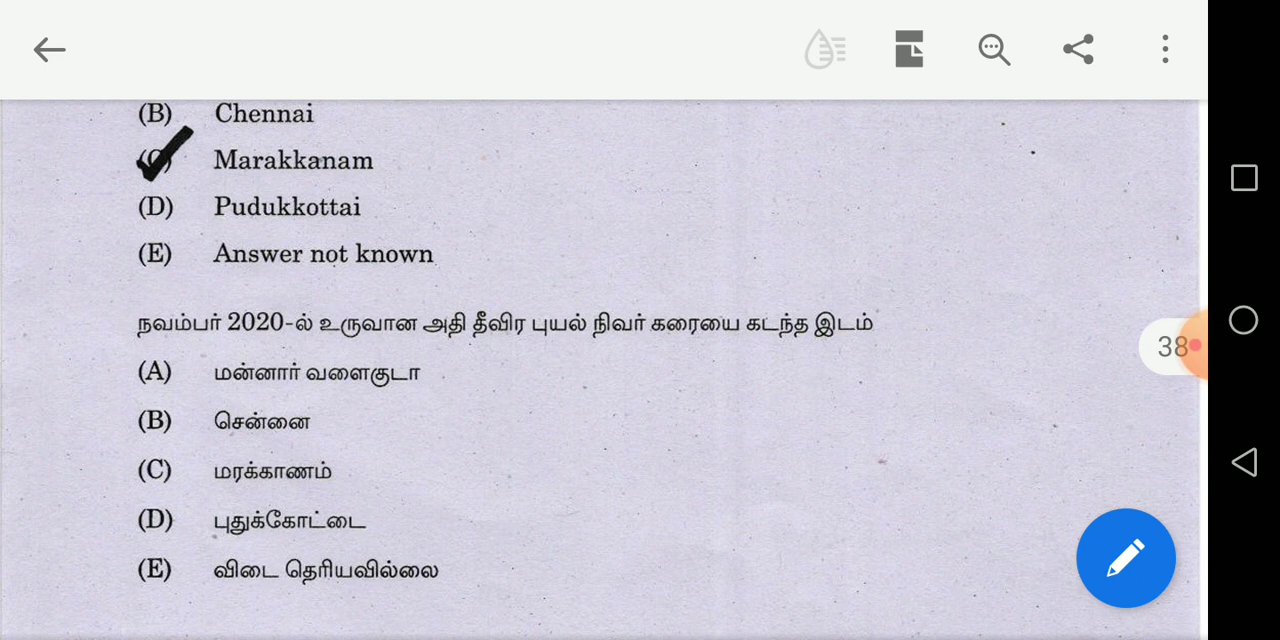 (B) Chennai
(C) Marakkanam
(D) Pudukkottai
(E) Answer not known
நவம்பர் 2020-ல் உருவான அதி தீவிர புயல் நிவர் கரையை கடந்த இடம்
(A) மன்னார் வளைகுடா
(B) சென்னை
(C) மரக்காணம்
(D) புதுக்கோட்டை
(E) விடை தெரியவில்லை
38